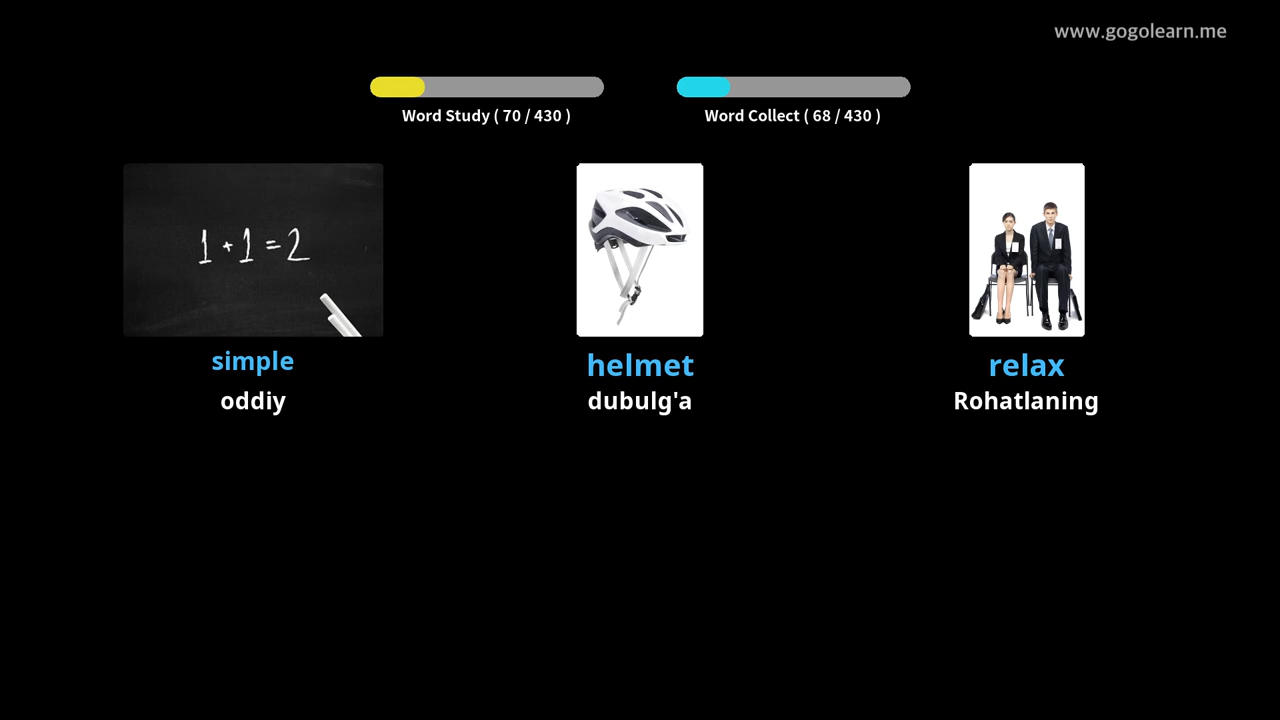 www.gogolearn.me
Word Study ( 70 / 430 )
Word Collect ( 68 / 430 )
1 + 1 = 2
simple
oddiy
helmet
dubulg'a
relax
Rohatlaning